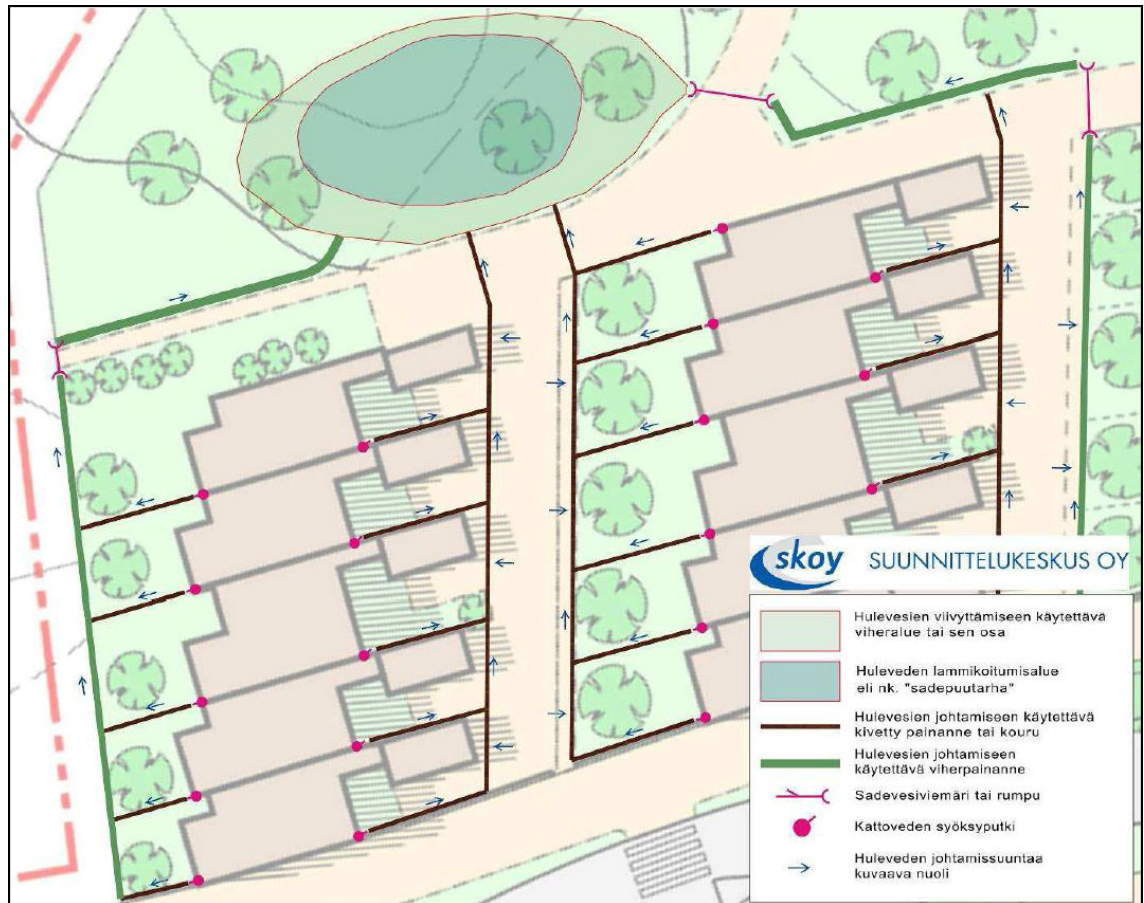 skoy SUUNNITTELUKESKUS OY
Hulevesien viivyttämiseen käytettävä
viheralue tai sen osa
Huleveden lammikoitumisalue
eli nk. "sadepuutarha"
Hulevesien johtamiseen käytettävä
kivetty painanne tai kouru
Hulevesien johtamiseen
käytettävä viherpainanne
Sadevesiviemäri tai rumpu
Kattoveden syöksyputki
Huleveden johtamissuuntaa
kuvaava nuoli